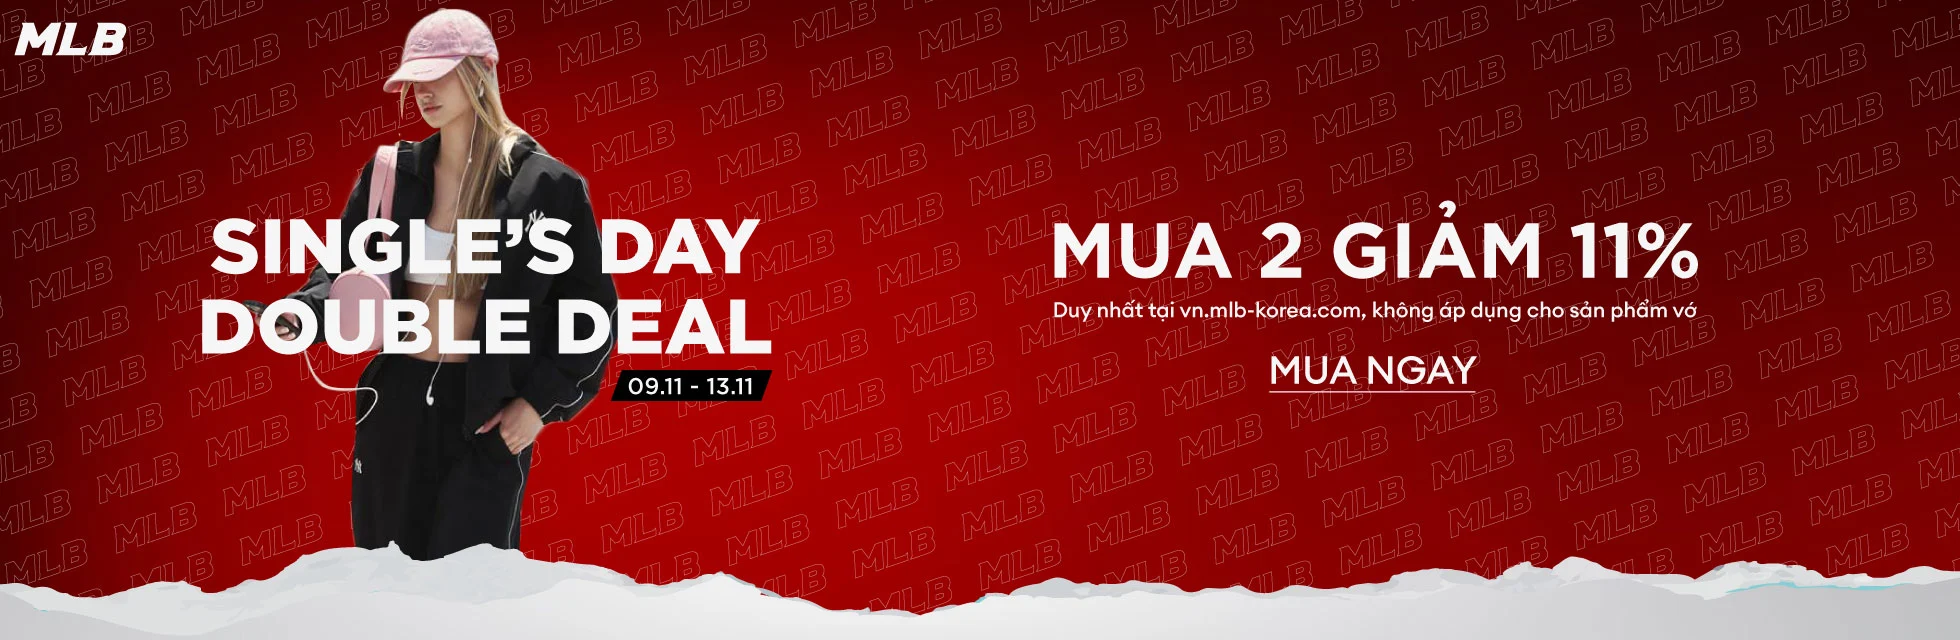 MLB
SINGLE'S DAY
DOUBLE DEAL
09.11 - 13.11
MUA 2 GIẢM 11%
Duy nhất tại vn.mlb-korea.com, không áp dụng cho sản phẩm vớ
MUA NGAY